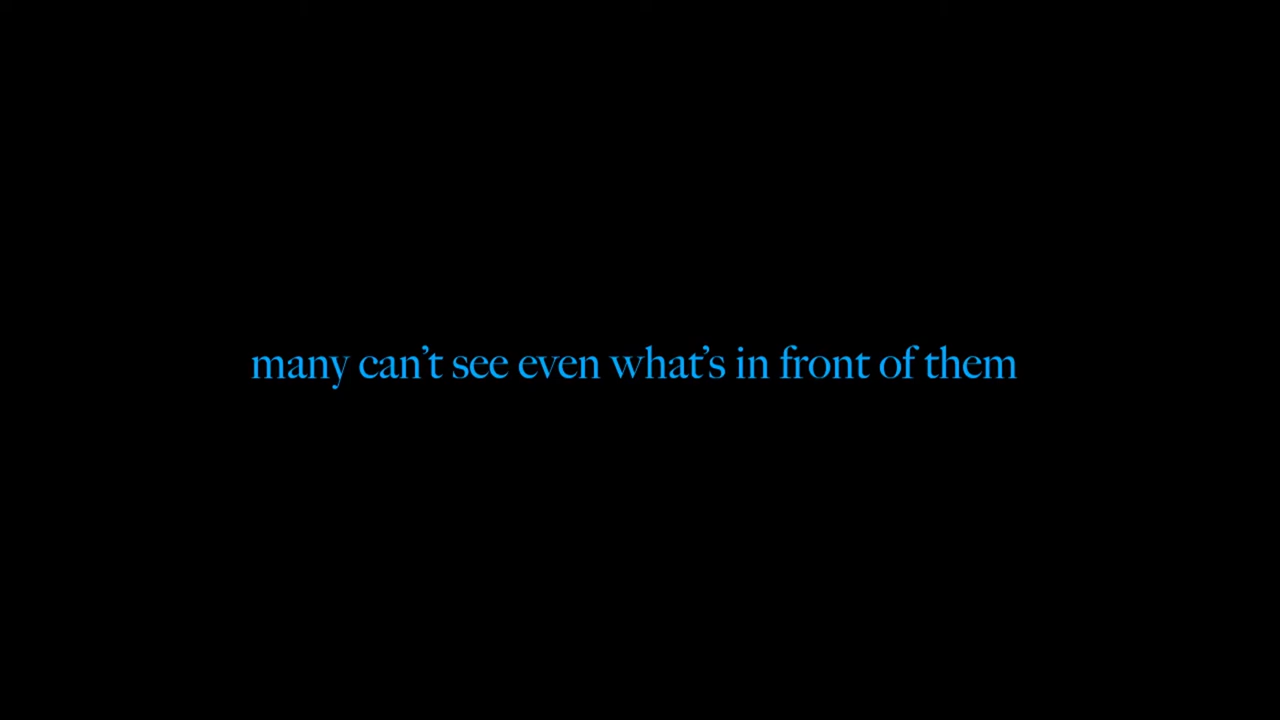 many can’t see even what’s in front of them